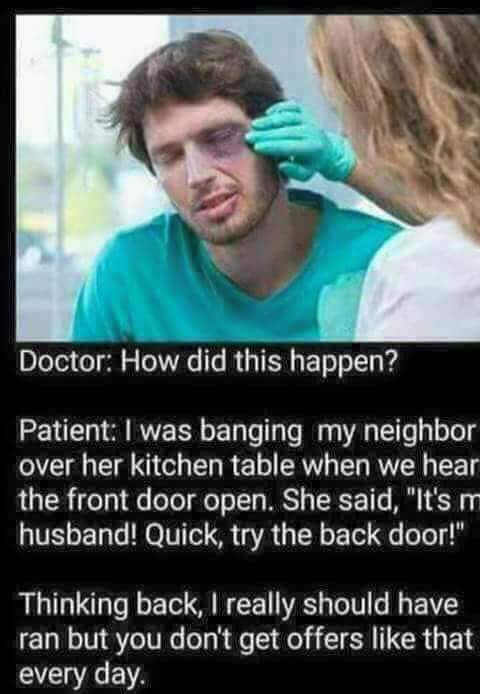 Doctor: How did this happen?
Patient: I was banging my neighbor
over her kitchen table when we hear
the front door open. She said, "It's m
husband! Quick, try the back door!"
Thinking back, I really should have
ran but you don't get offers like that
every day.